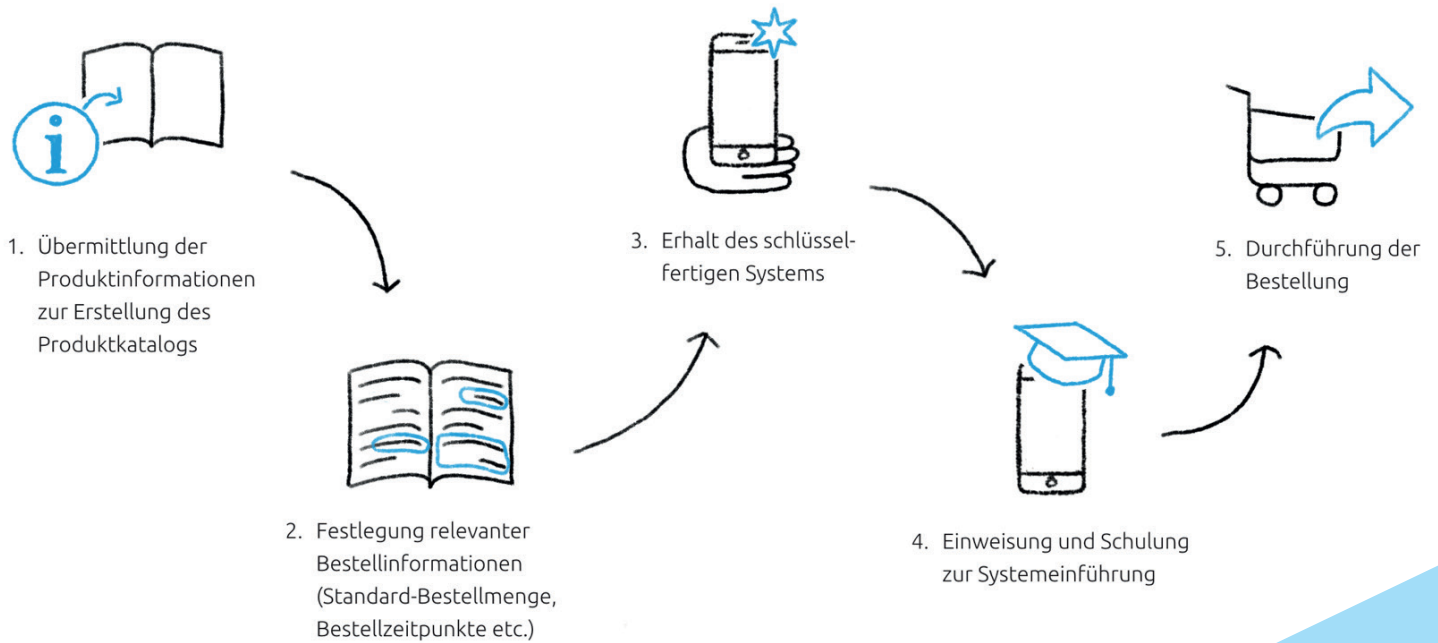 1. Übermittlung der
Produktinformationen
zur Erstellung des
Produktkatalogs
2. Festlegung relevanter
Bestellinformationen
(Standard-Bestellmenge,
Bestellzeitpunkte etc.)
3. Erhalt des schlüssel-
fertigen Systems
4. Einweisung und Schulung
zur Systemeinführung
5. Durchführung der
Bestellung